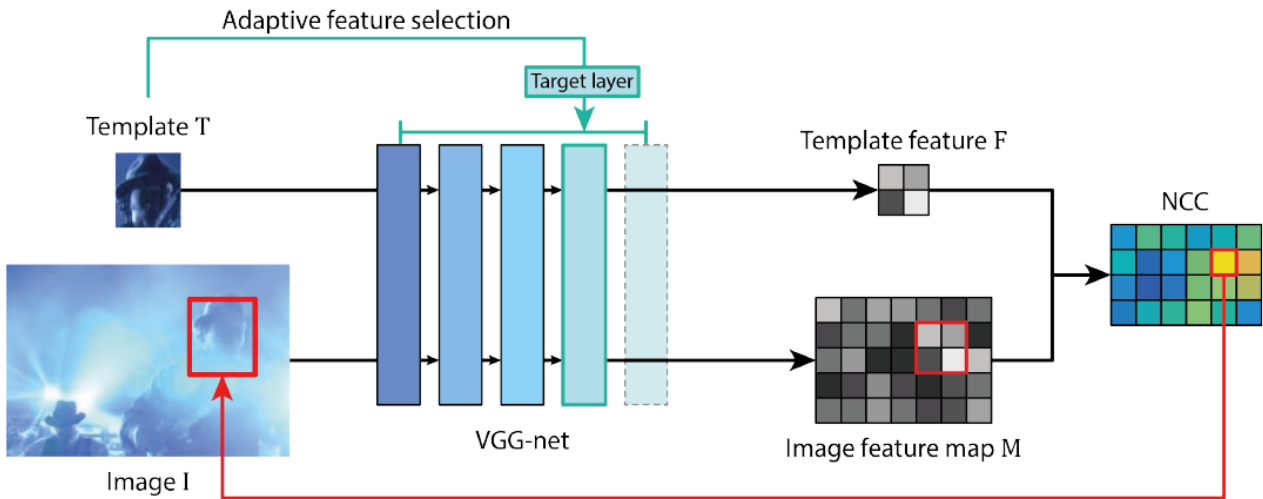 Adaptive feature selection
Target layer
Template T
Template feature F
NCC
VGG-net
Image feature map M
Image I